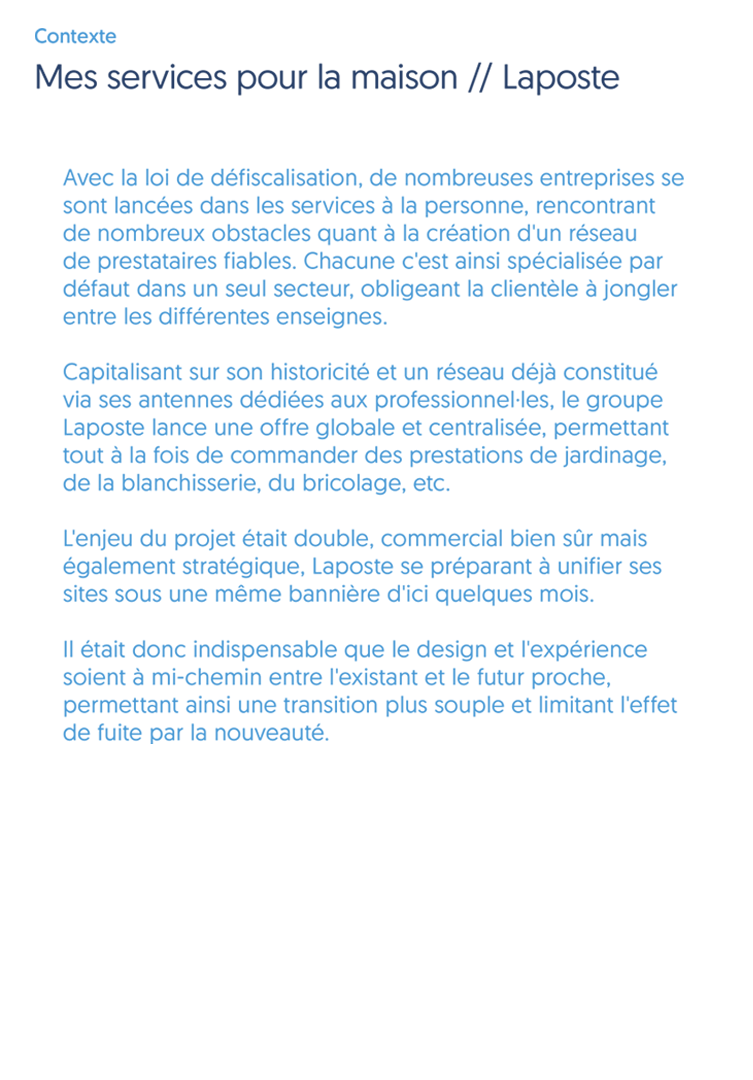 Contexte
Mes services pour la maison // Laposte
Avec la loi de défiscalisation, de nombreuses entreprises se
sont lancées dans les services à la personne, rencontrant
de nombreux obstacles quant à la création d'un réseau
de prestataires fiables. Chacune c'est ainsi spécialisée par
défaut dans un seul secteur, obligeant la clientèle à jongler
entre les différentes enseignes.
Capitalisant sur son historicité et un réseau déjà constitué
via ses antennes dédiées aux professionnel·les, le groupe
Laposte lance une offre globale et centralisée, permettant
tout à la fois de commander des prestations de jardinage,
de la blanchisserie, du bricolage, etc.
L'enjeu du projet était double, commercial bien sûr mais
également stratégique, Laposte se préparant à unifier ses
sites sous une même bannière d'ici quelques mois.
Il était donc indispensable que le design et l'expérience
soient à mi-chemin entre l'existant et le futur proche,
permettant ainsi une transition plus souple et limitant l'effet
de fuite par la nouveauté.